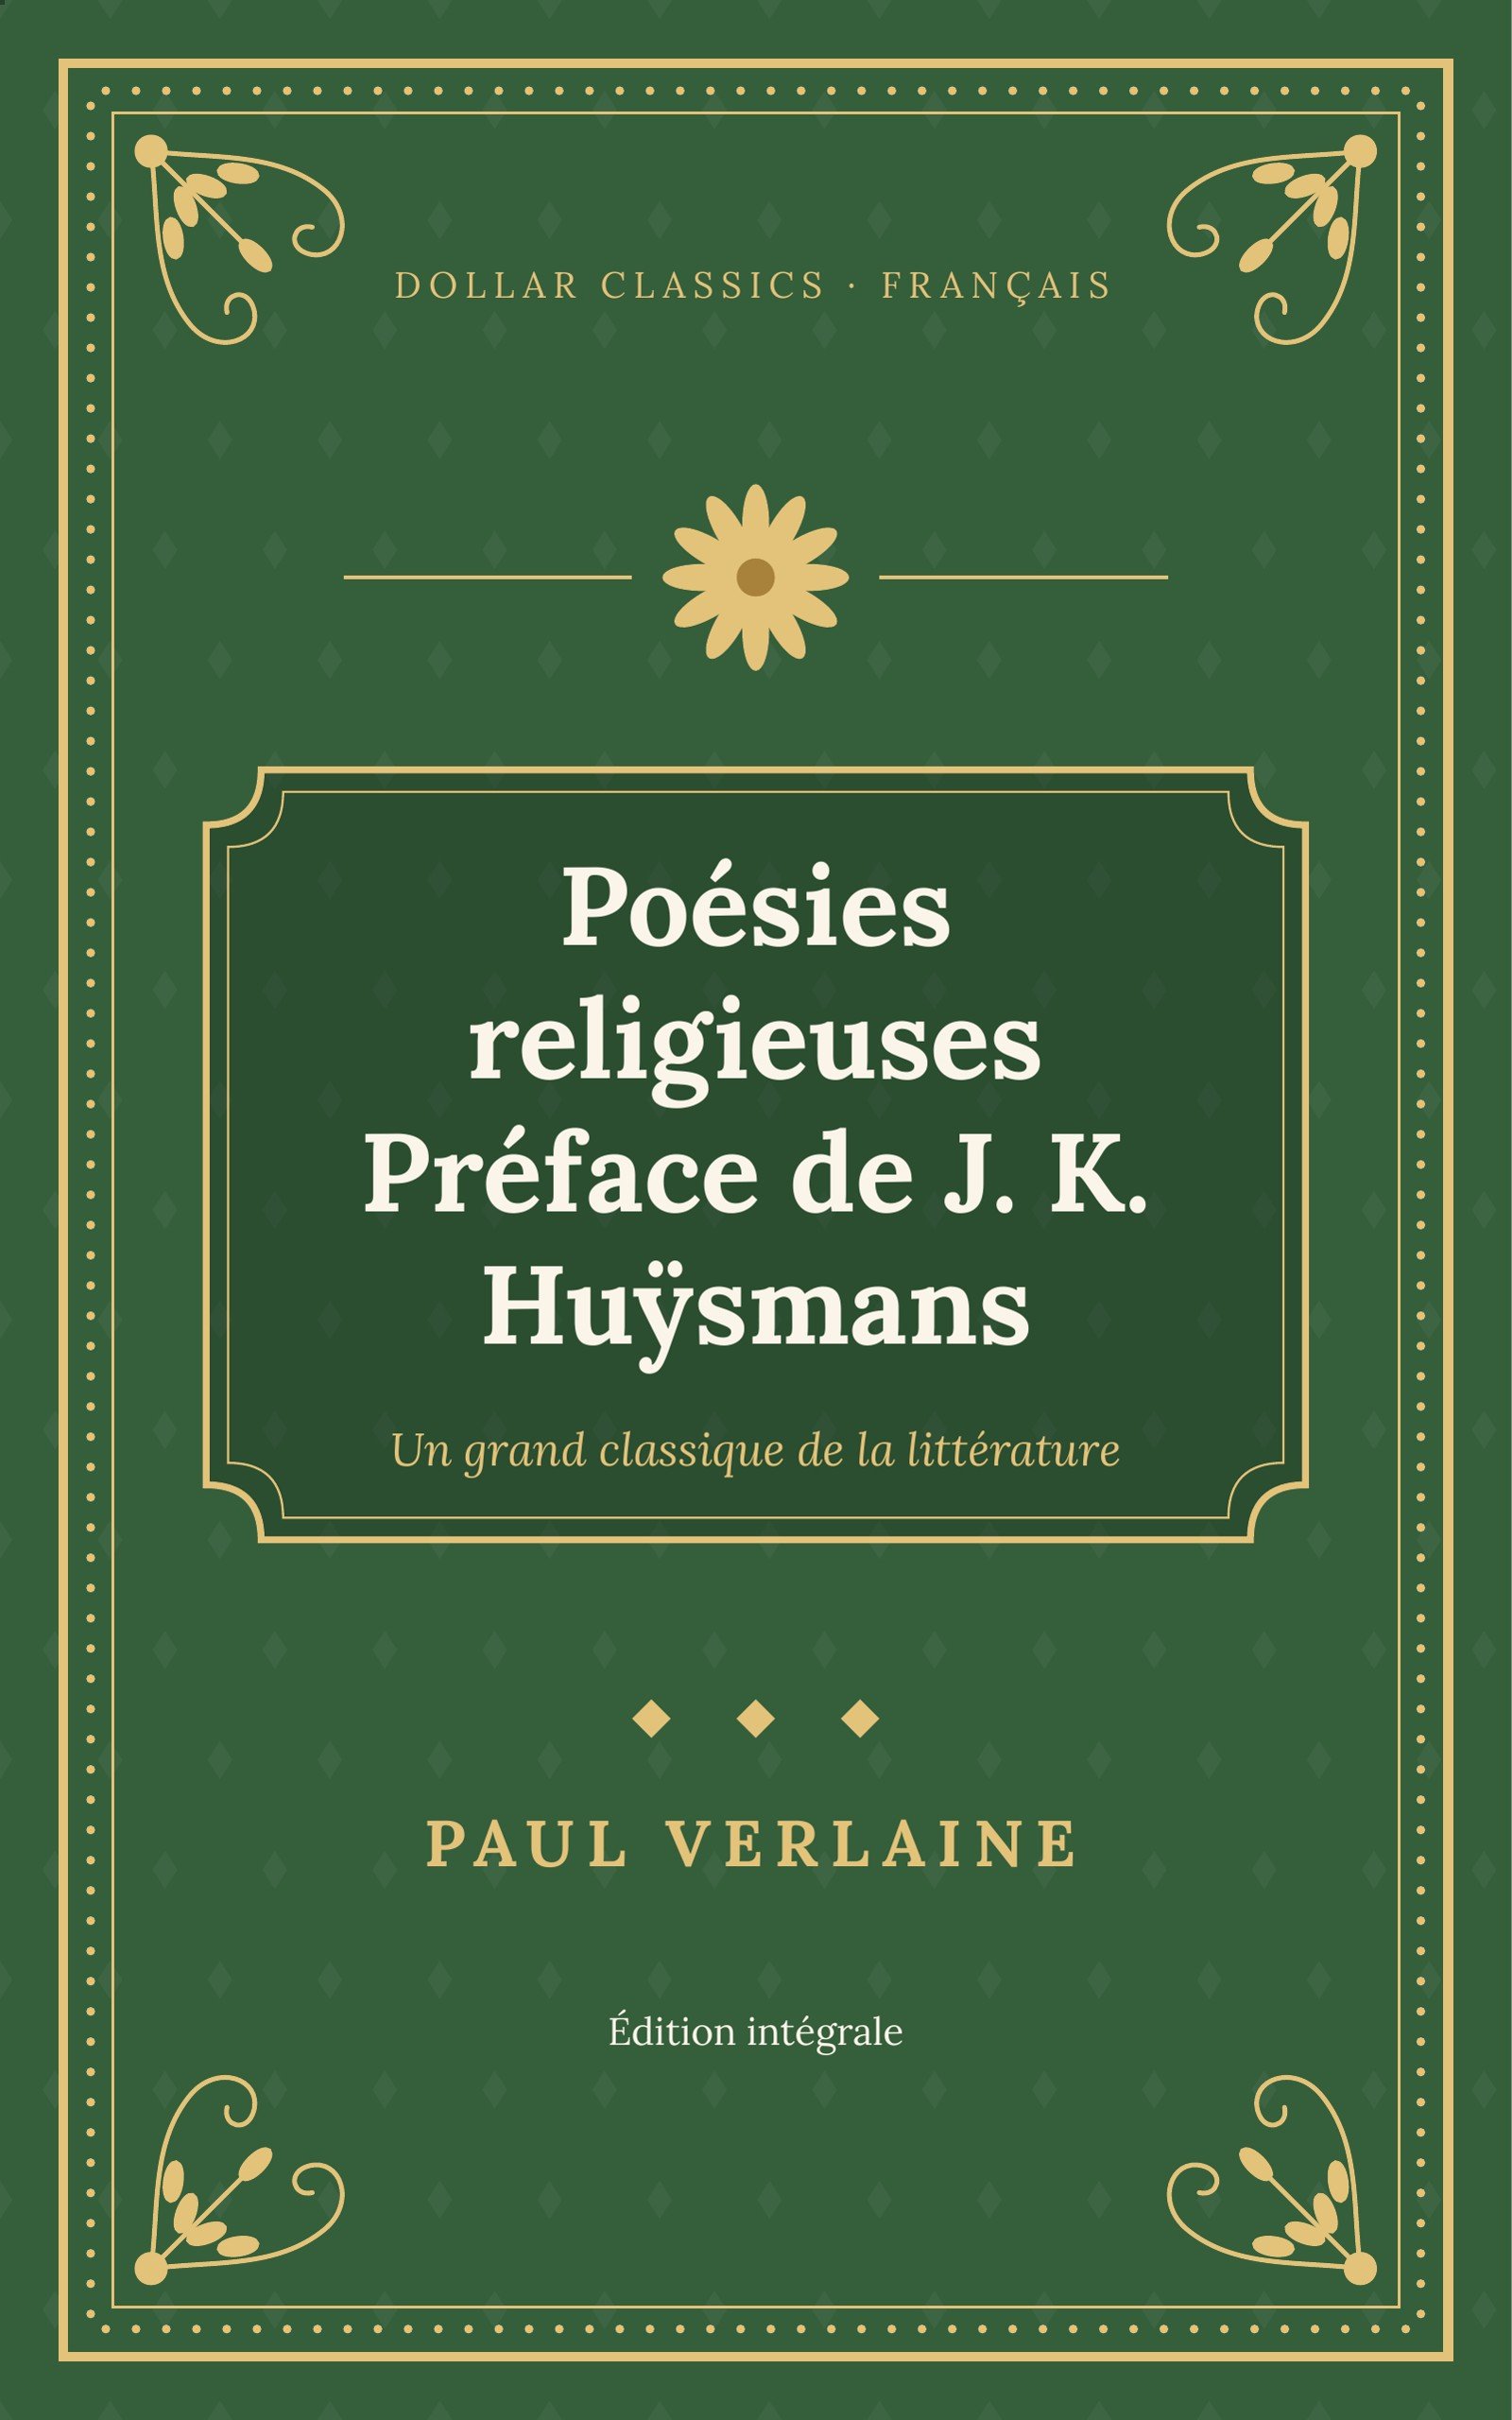 DOLLAR CLASSICS · FRANÇAIS
Poésies
religieuses
Préface de J. K.
Huÿsmans
Un grand classique de la littérature
PAUL VERLAINE
Édition intégrale